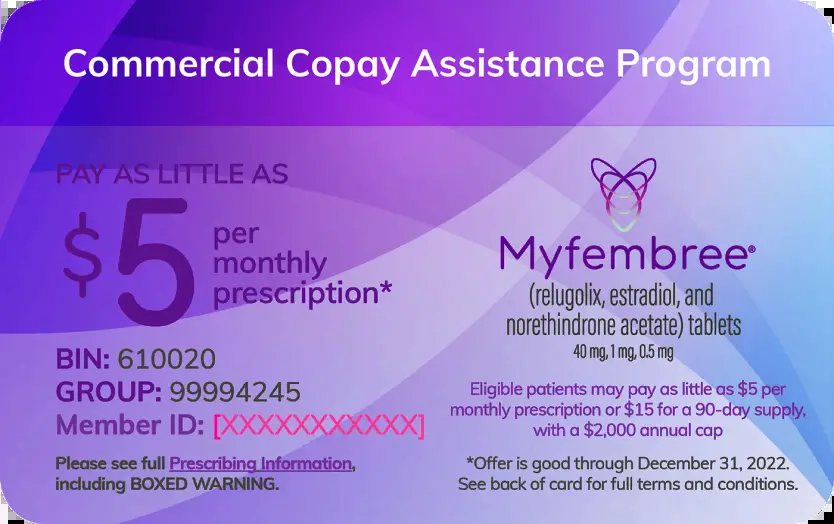 Commercial Copay Assistance Program
PAY AS LITTLE AS
$5
per
monthly
prescription*
BIN: 610020
GROUP: 99994245
Member ID: [XXXXXXXXXXX]
Please see full Prescribing Information,
including BOXED WARNING.
Myfembree®
(relugolix, estradiol, and
norethindrone acetate) tablets
40 mg, 1 mg, 0.5 mg
Eligible patients may pay as little as $5 per
monthly prescription or $15 for a 90-day supply,
with a $2,000 annual cap
*Offer is good through December 31, 2022.
See back of card for full terms and conditions.